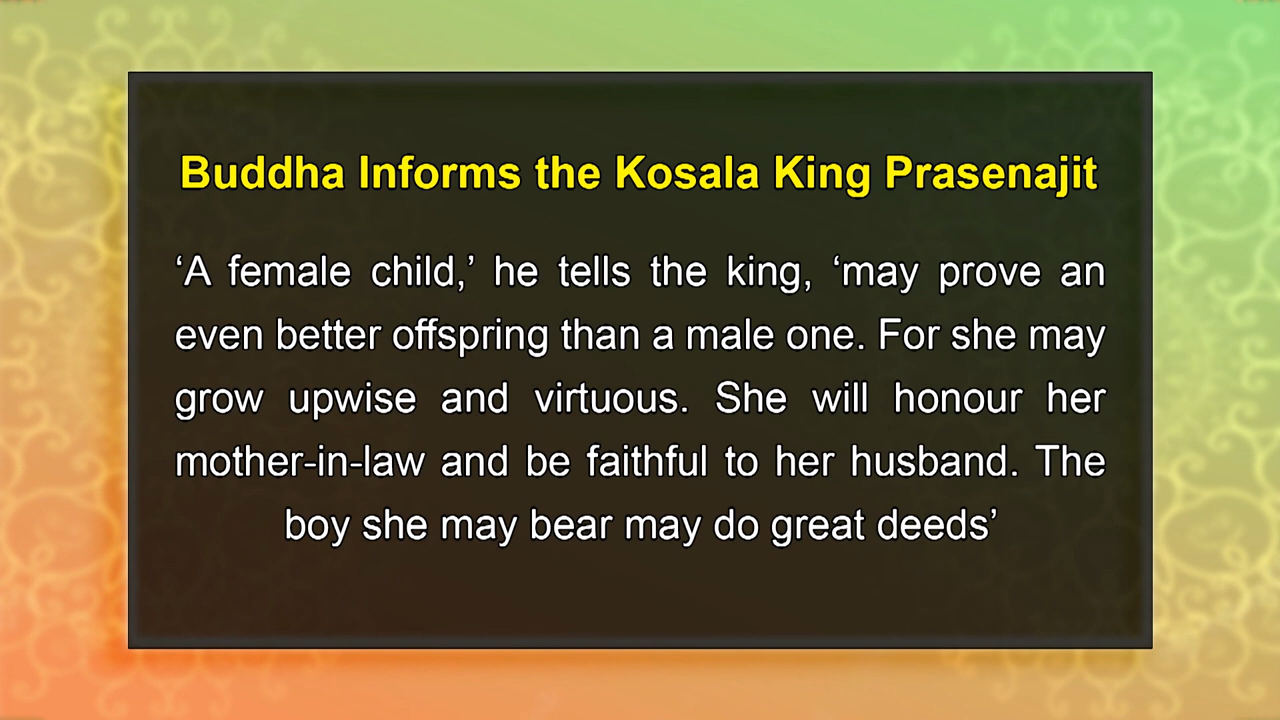 Buddha Informs the Kosala King Prasenajit
‘A female child,’ he tells the king, ‘may prove an
even better offspring than a male one. For she may
grow upwise and virtuous. She will honour her
mother-in-law and be faithful to her husband. The
boy she may bear may do great deeds’